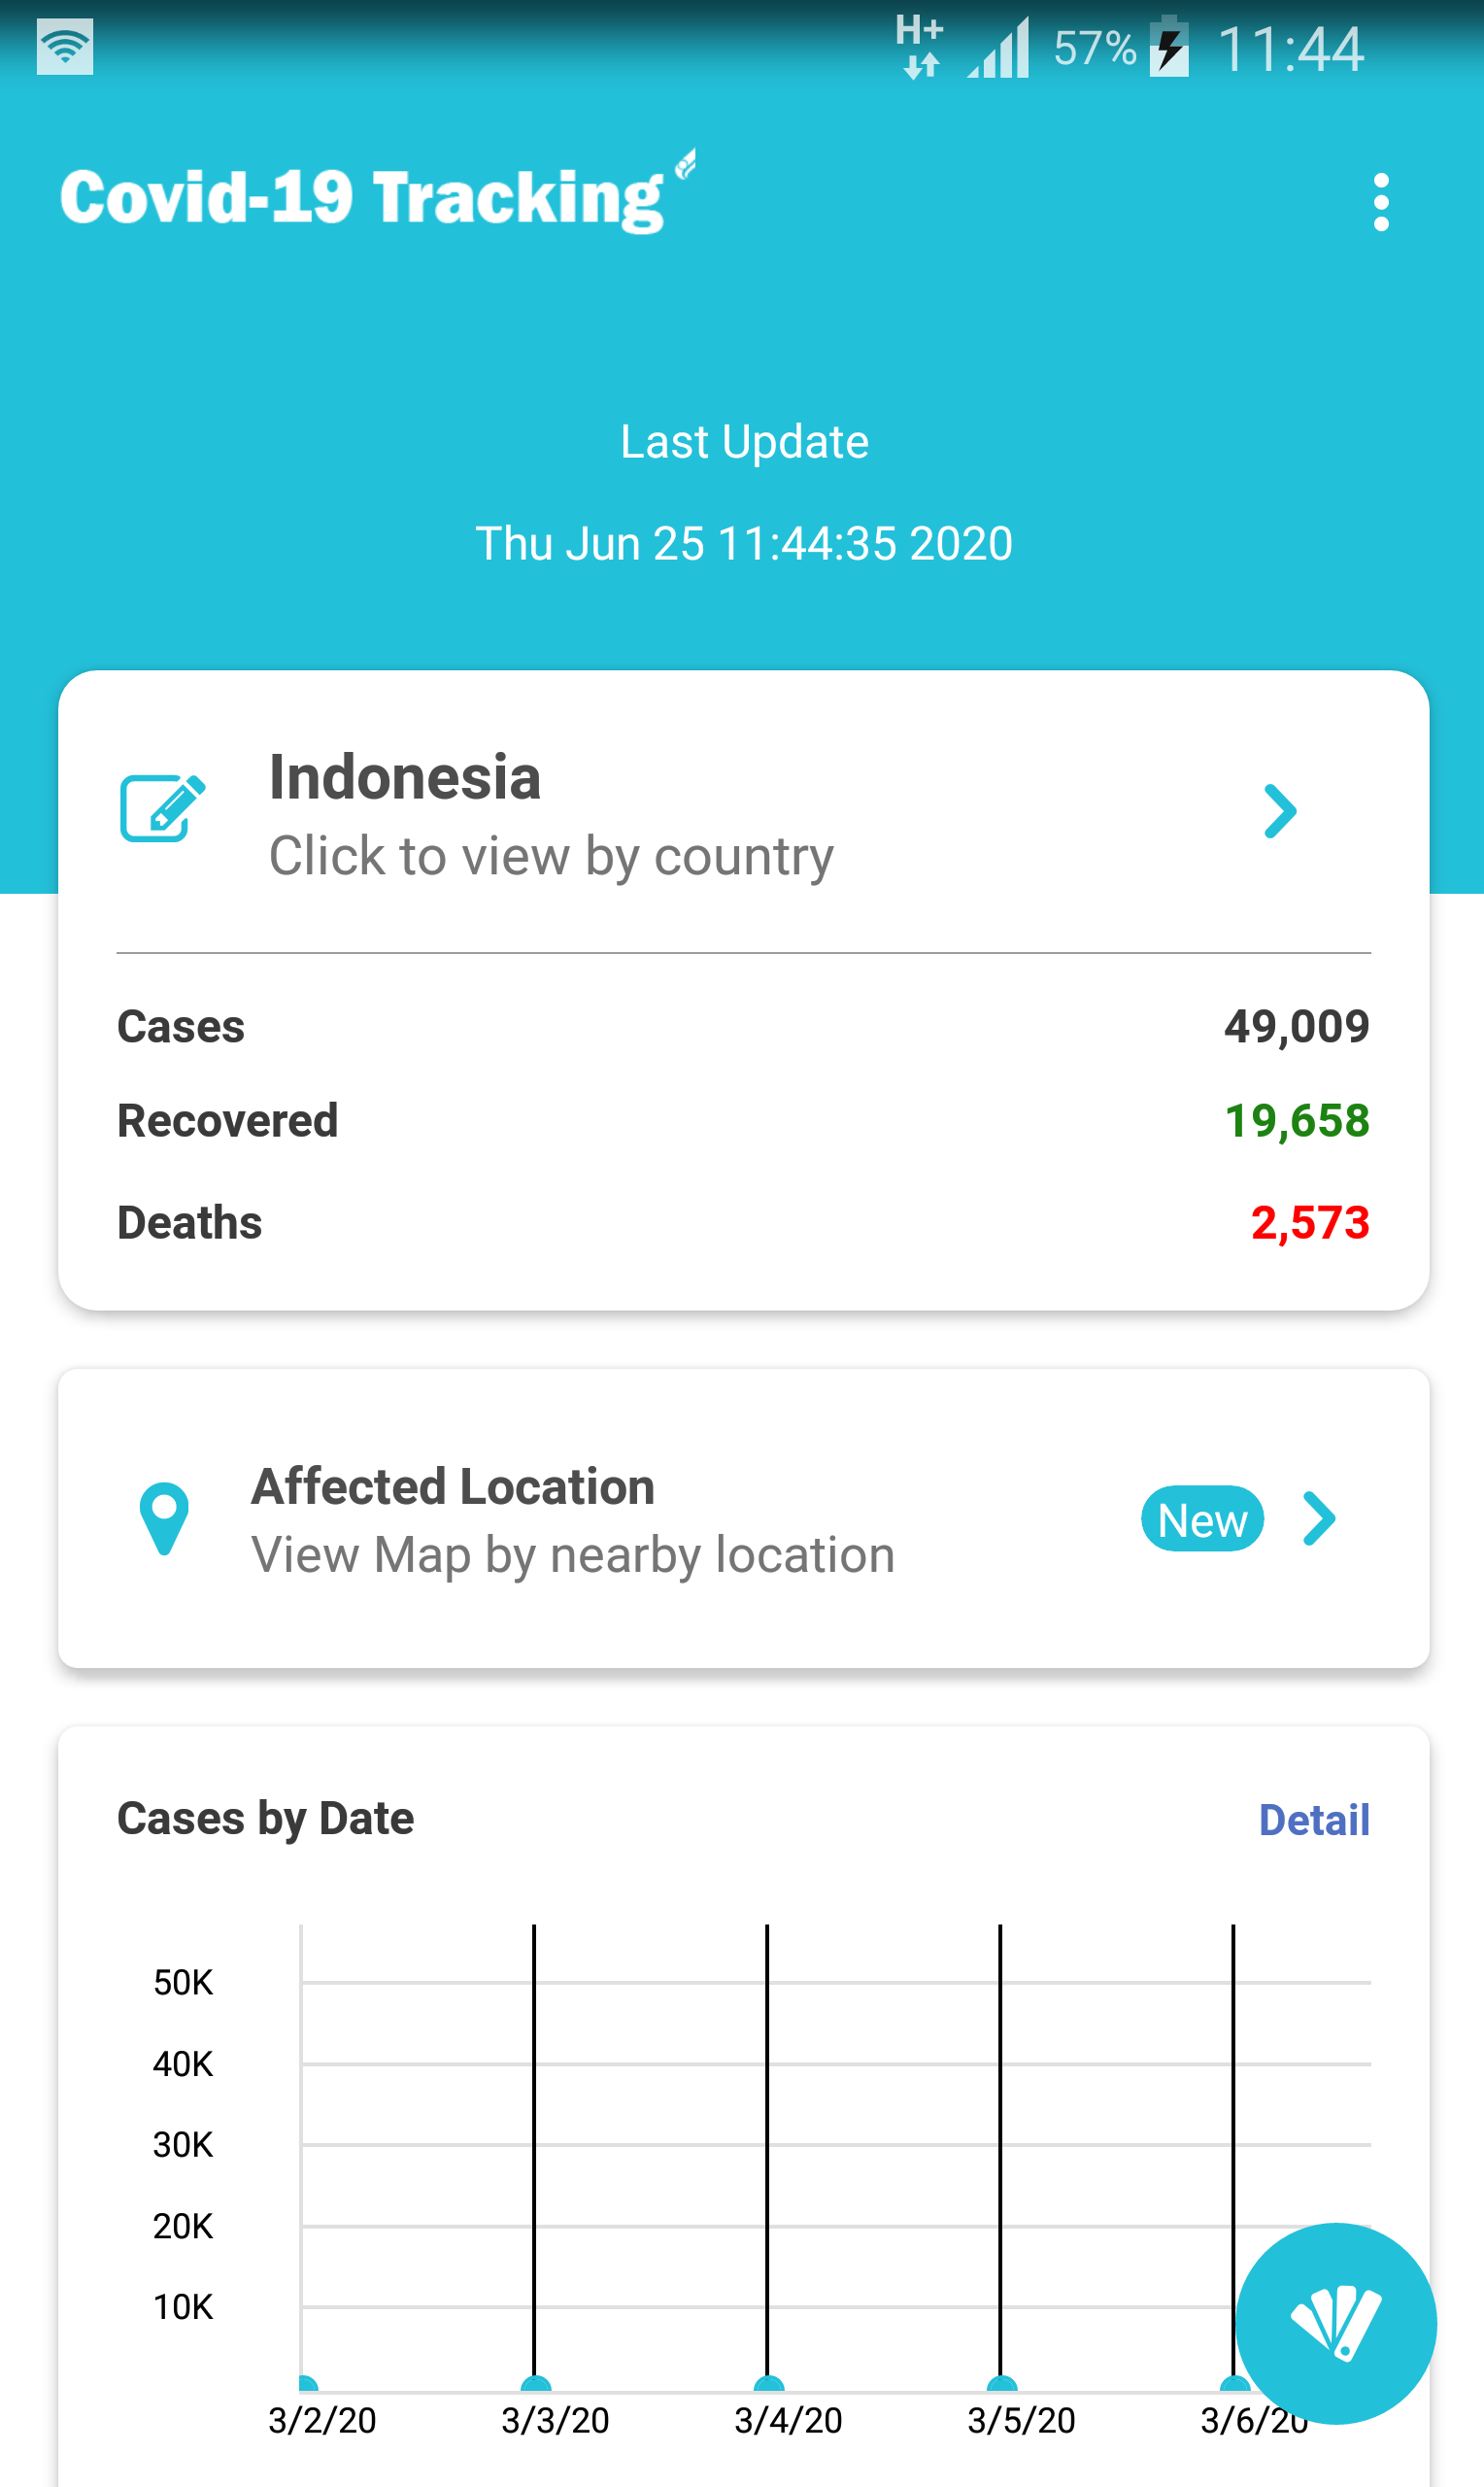 H+ 57% 11:44
Covid-19 Tracking
Last Update
Thu Jun 25 11:44:35 2020
Indonesia
Click to view by country
Cases 49,009
Recovered 19,658
Deaths 2,573
Affected Location
View Map by nearby location
New
Cases by Date Detail
50K
40K
30K
20K
10K
3/2/20 3/3/20 3/4/20 3/5/20 3/6/20